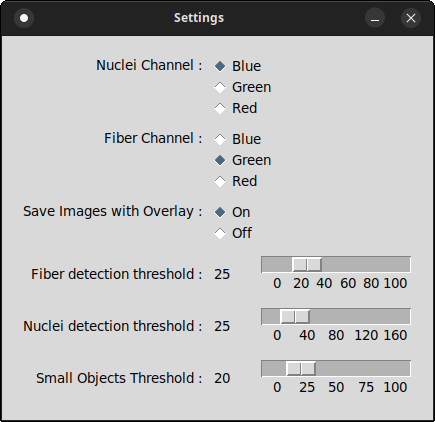 Settings
Nuclei Channel : Blue
Green
Red
Fiber Channel : Blue
Green
Red
Save Images with Overlay : On
Off
Fiber detection threshold : 25
0 20 40 60 80 100
Nuclei detection threshold : 25
0 40 80 120 160
Small Objects Threshold : 20
0 25 50 75 100